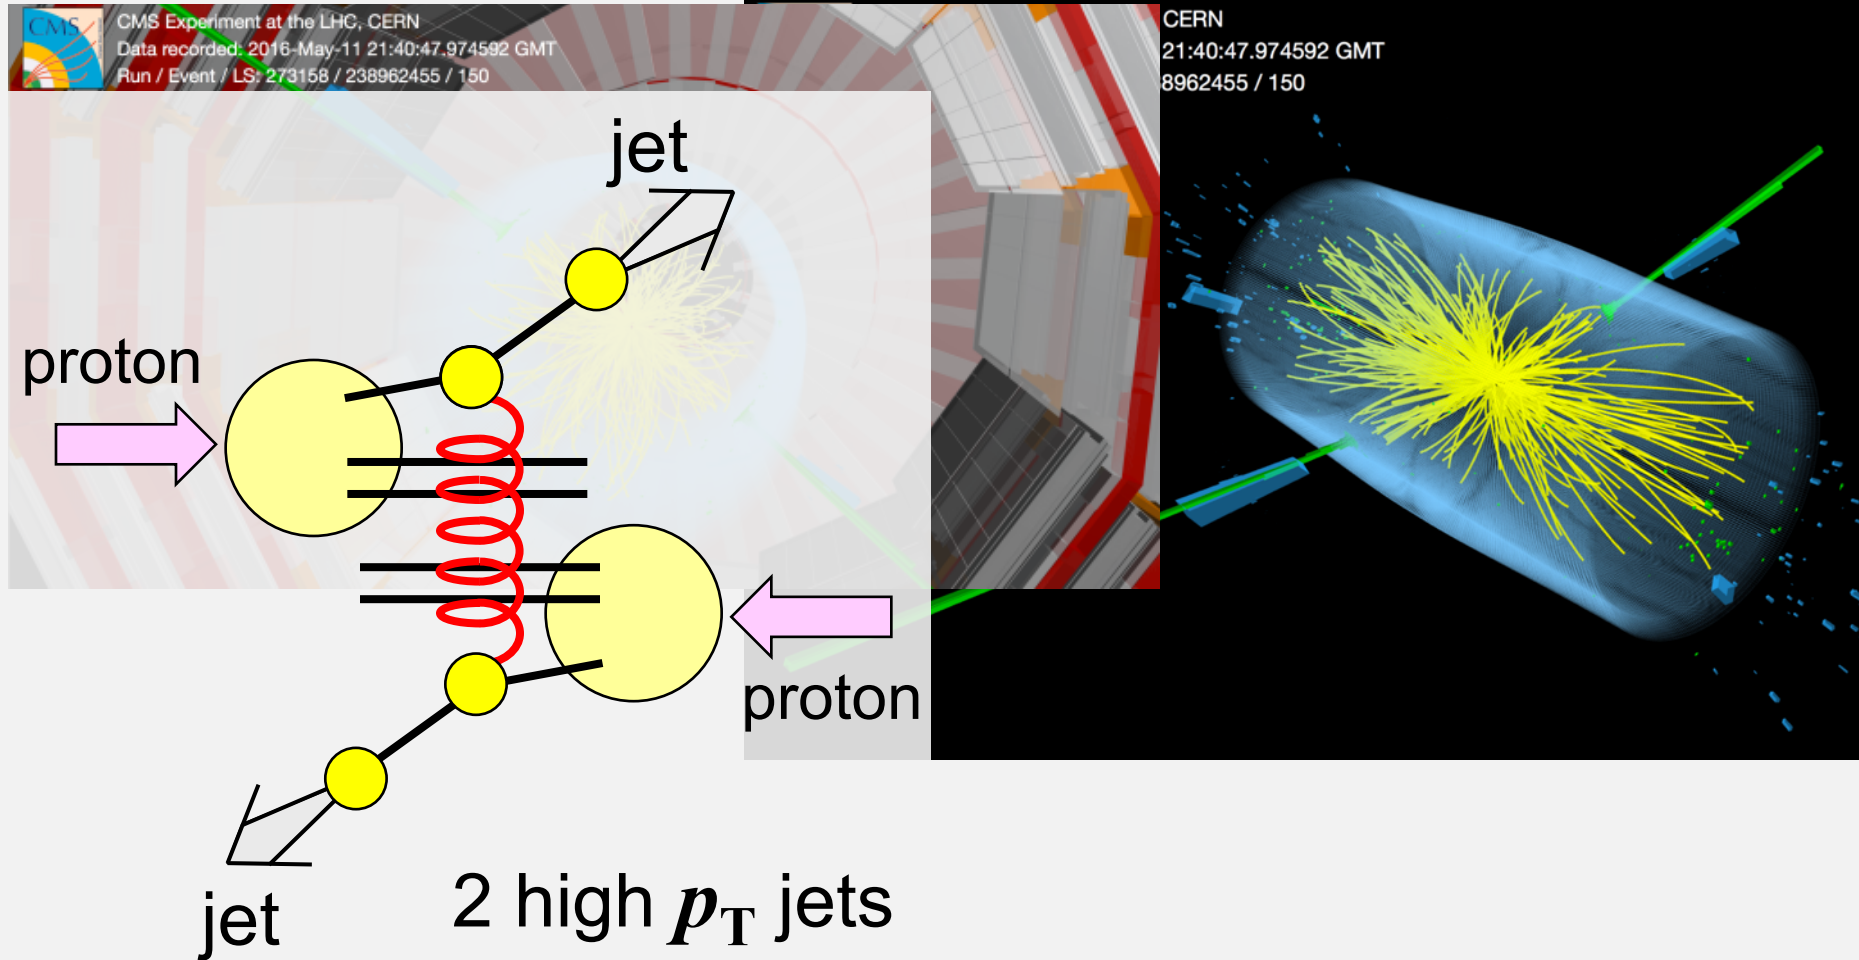 CMS
CMS Experiment at the LHC, CERN
Data recorded: 2016-May-11 21:40:47.974592 GMT
Run / Event / LS: 273158 / 238962455 / 150
CERN
21:40:47.974592 GMT
8962455 / 150
jet
proton
proton
jet
2 high pT jets